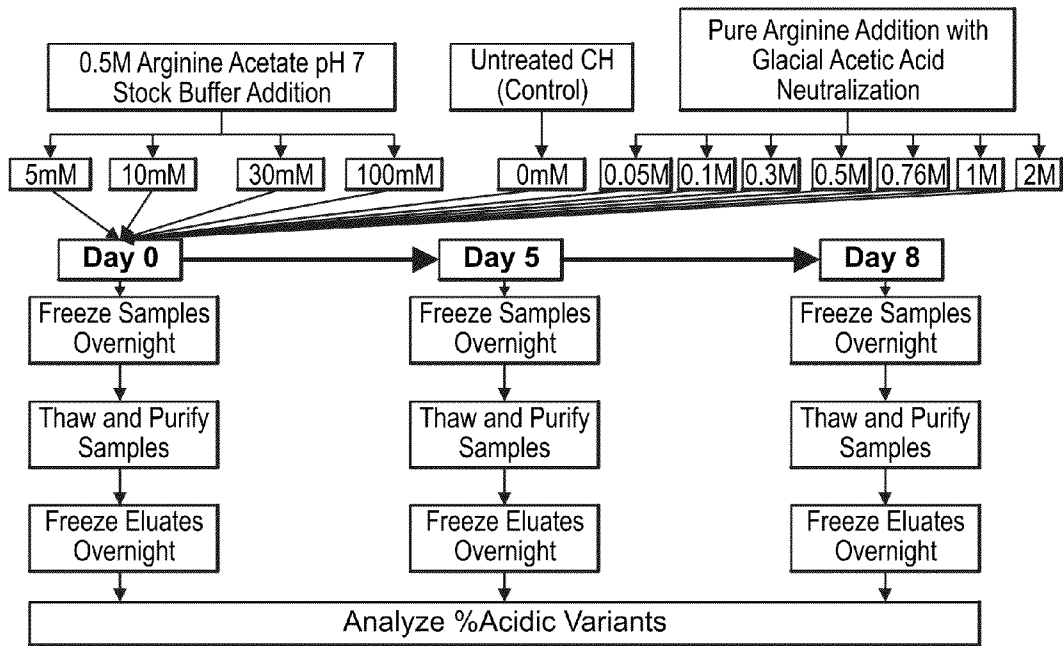 0.5M Arginine Acetate pH 7
Stock Buffer Addition
Untreated CH
(Control)
Pure Arginine Addition with
Glacial Acetic Acid
Neutralization
5mM
10mM
30mM
100mM
0mM
0.05M
0.1M
0.3M
0.5M
0.76M
1M
2M
Day 0
Day 5
Day 8
Freeze Samples
Overnight
Freeze Samples
Overnight
Freeze Samples
Overnight
Thaw and Purify
Samples
Thaw and Purify
Samples
Thaw and Purify
Samples
Freeze Eluates
Overnight
Freeze Eluates
Overnight
Freeze Eluates
Overnight
Analyze %Acidic Variants